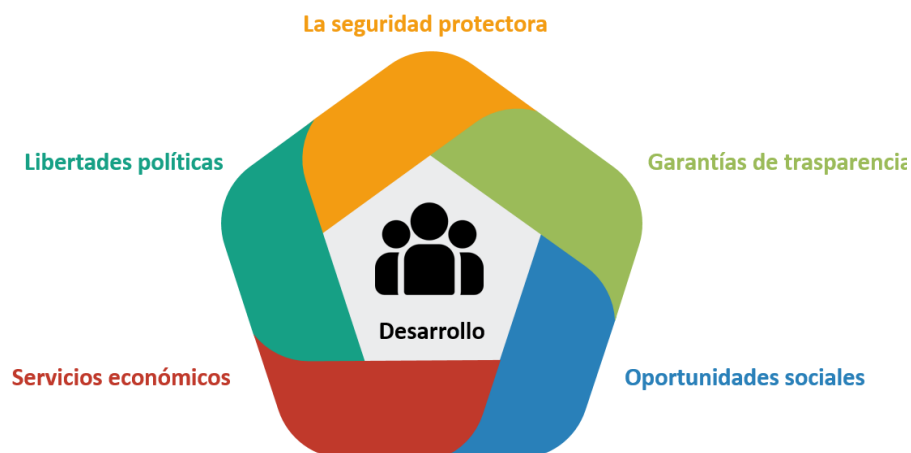 La seguridad protectora
Libertades políticas
Garantías de trasparencia
Desarrollo
Servicios económicos
Oportunidades sociales